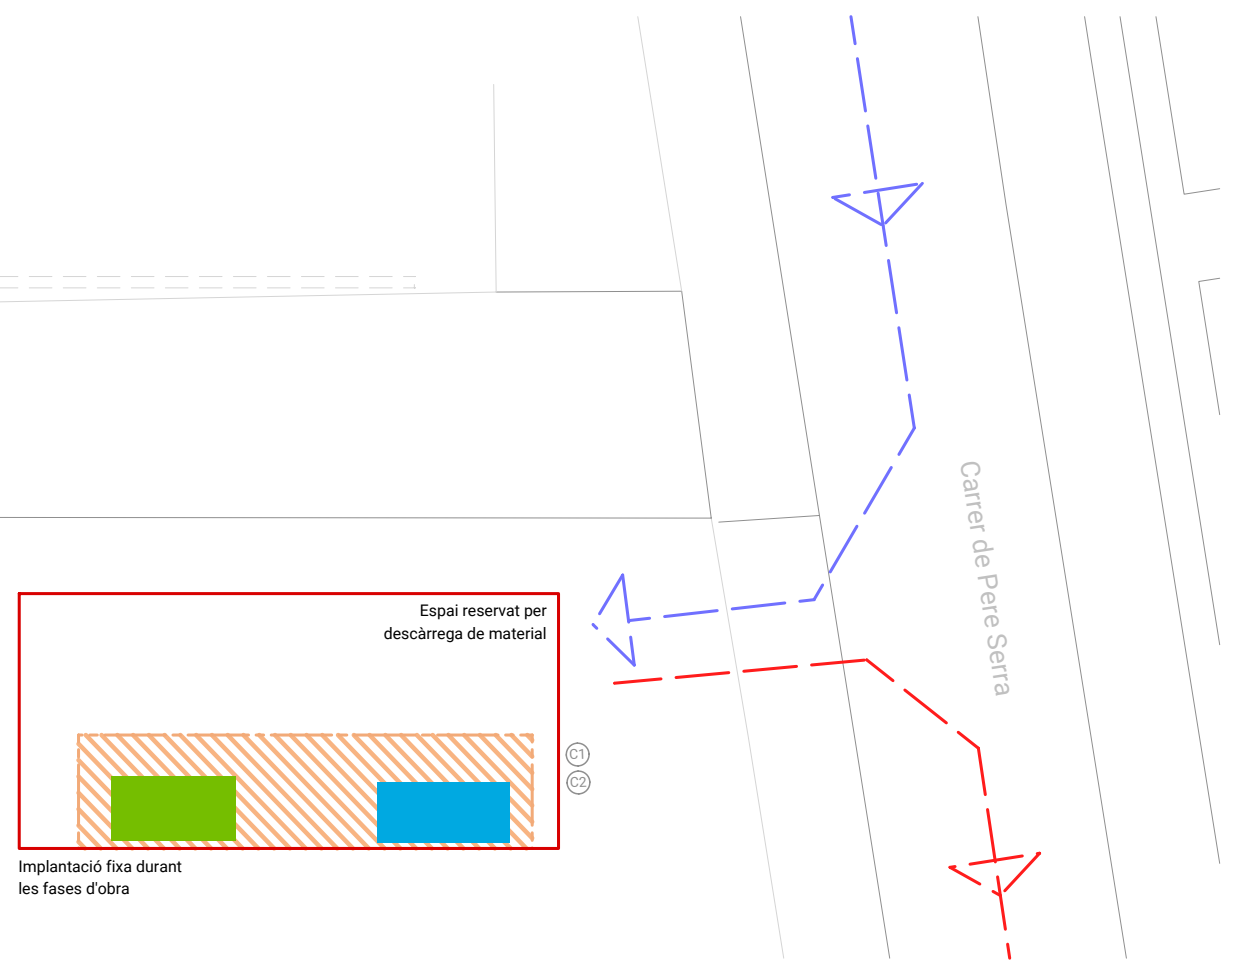 Carrer de Pere Serra
Espai reservat per
descàrrega de material
C1
C2
Implantació fixa durant
les fases d'obra